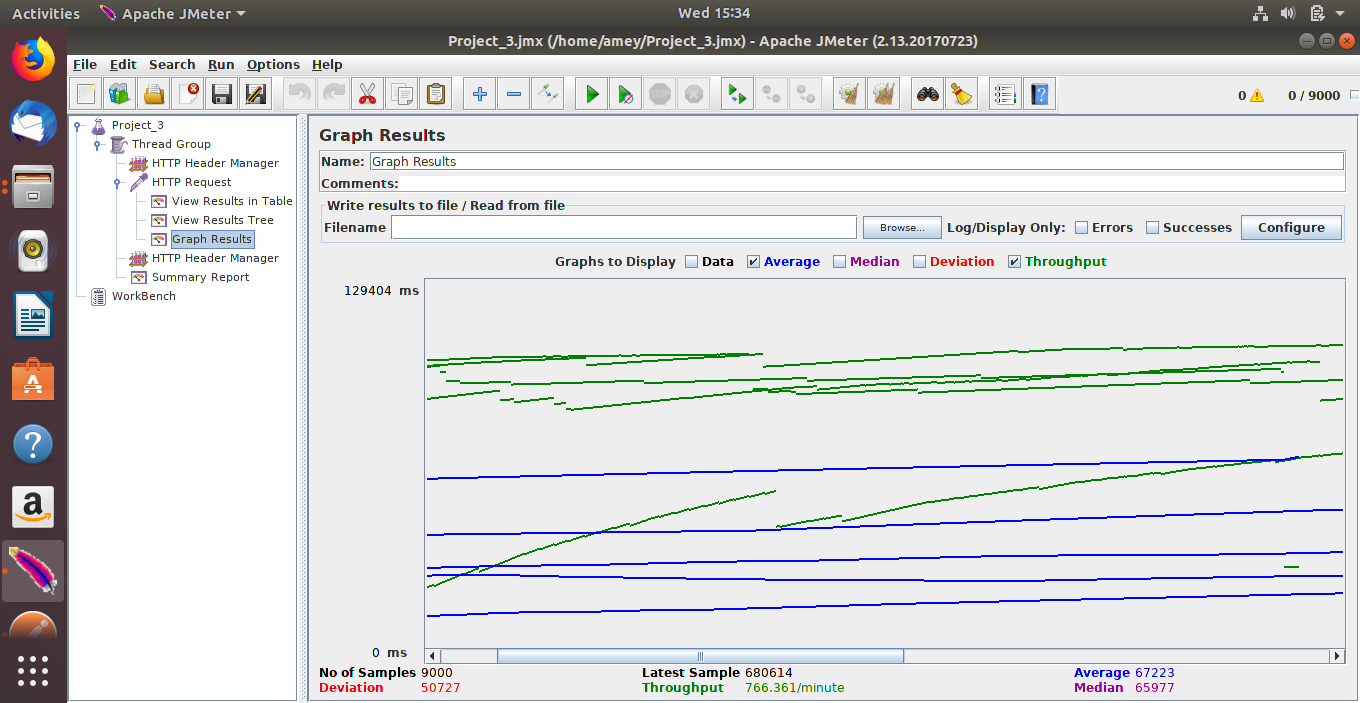 Activities Apache JMeter Wed 15:34
Project_3.jmx (/home/amey/Project_3.jmx) - Apache JMeter (2.13.20170723)
File Edit Search Run Options Help
STOP 0 0 / 9000
Project_3
Thread Group
HTTP Header Manager
HTTP Request
View Results in Table
View Results Tree
Graph Results
HTTP Header Manager
Summary Report
WorkBench
Graph Results
Name: Graph Results
Comments:
Write results to file / Read from file
Filename Browse... Log/Display Only: Errors Successes Configure
Graphs to Display Data Average Median Deviation Throughput
129404 ms
0 ms
No of Samples 9000 Latest Sample 680614 Average 67223
Deviation 50727 Throughput 766.361/minute Median 65977